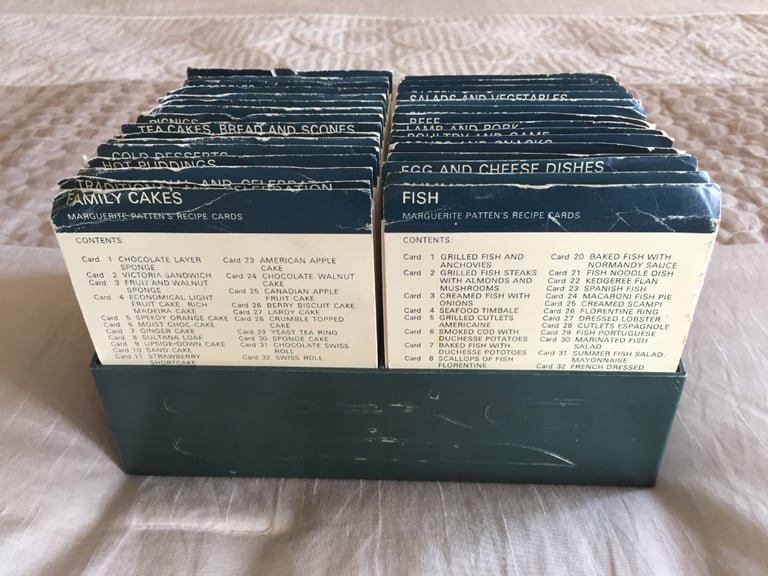 PICNICS
TEA CAKES, BREAD AND SCONES
COLD DESSERTS
HOT PUDDINGS
TRADITIONAL AND CELEBRATION
FAMILY CAKES
MARGUERITE PATTEN'S RECIPE CARDS
CONTENTS:
Card 1 CHOCOLATE LAYER
SPONGE
Card 2 VICTORIA SANDWICH
Card 3 FRUIT AND WALNUT
SPONGE
Card 4 ECONOMICAL LIGHT
FRUIT CAKE: RICH
MADEIRA CAKE
Card 5 SPEEDY ORANGE CAKE
Card 6 MOIST CHOC-CAKE
Card 7 GINGER CAKE
Card 8 SULTANA LOAF
Card 9 UPSIDE-DOWN CAKE
Card 10 SAND CAKE
Card 11 STRAWBERRY
SHORTCAKE
Card 23 AMERICAN APPLE
CAKE
Card 24 CHOCOLATE WALNUT
CAKE
Card 25 CANADIAN APPLE
FRUIT CAKE
Card 26 BERRY BISCUIT CAKE
Card 27 LARDY CAKE
Card 28 CRUMBLE TOPPED
CAKE
Card 29 YEAST TEA RING
Card 30 SPONGE CAKE
Card 31 CHOCOLATE SWISS
ROLL
Card 32 SWISS ROLL
SALADS AND VEGETABLES
BEEF
LAMB AND PORK
POULTRY AND GAME
SNACKS
EGG AND CHEESE DISHES
FISH
MARGUERITE PATTEN'S RECIPE CARDS
CONTENTS:
Card 1 GRILLED FISH AND
ANCHOVIES
Card 2 GRILLED FISH STEAKS
WITH ALMONDS AND
MUSHROOMS
Card 3 CREAMED FISH WITH
ONIONS
Card 4 SEAFOOD TIMBALE
Card 5 GRILLED CUTLETS
AMERICAINE
Card 6 SMOKED COD WITH
DUCHESSE POTATOES
Card 7 BAKED FISH WITH
DUCHESSE POTOTOES
Card 8 SCALLOPS OF FISH
FLORENTINE
Card 20 BAKED FISH WITH
NORMANDY SAUCE
Card 21 FISH NOODLE DISH
Card 22 KEDGEREE FLAN
Card 23 SPANISH FISH
Card 24 MACARONI FISH PIE
Card 25 CREAMED SCAMPI
Card 26 FLORENTINE RING
Card 27 DRESSED LOBSTER
Card 28 CUTLETS ESPAGNOLE
Card 29 FISH PORTUGUESE
Card 30 MARINATED FISH
SALAD
Card 31 SUMMER FISH SALAD:
MAYONNAISE
Card 32 FRENCH DRESSED